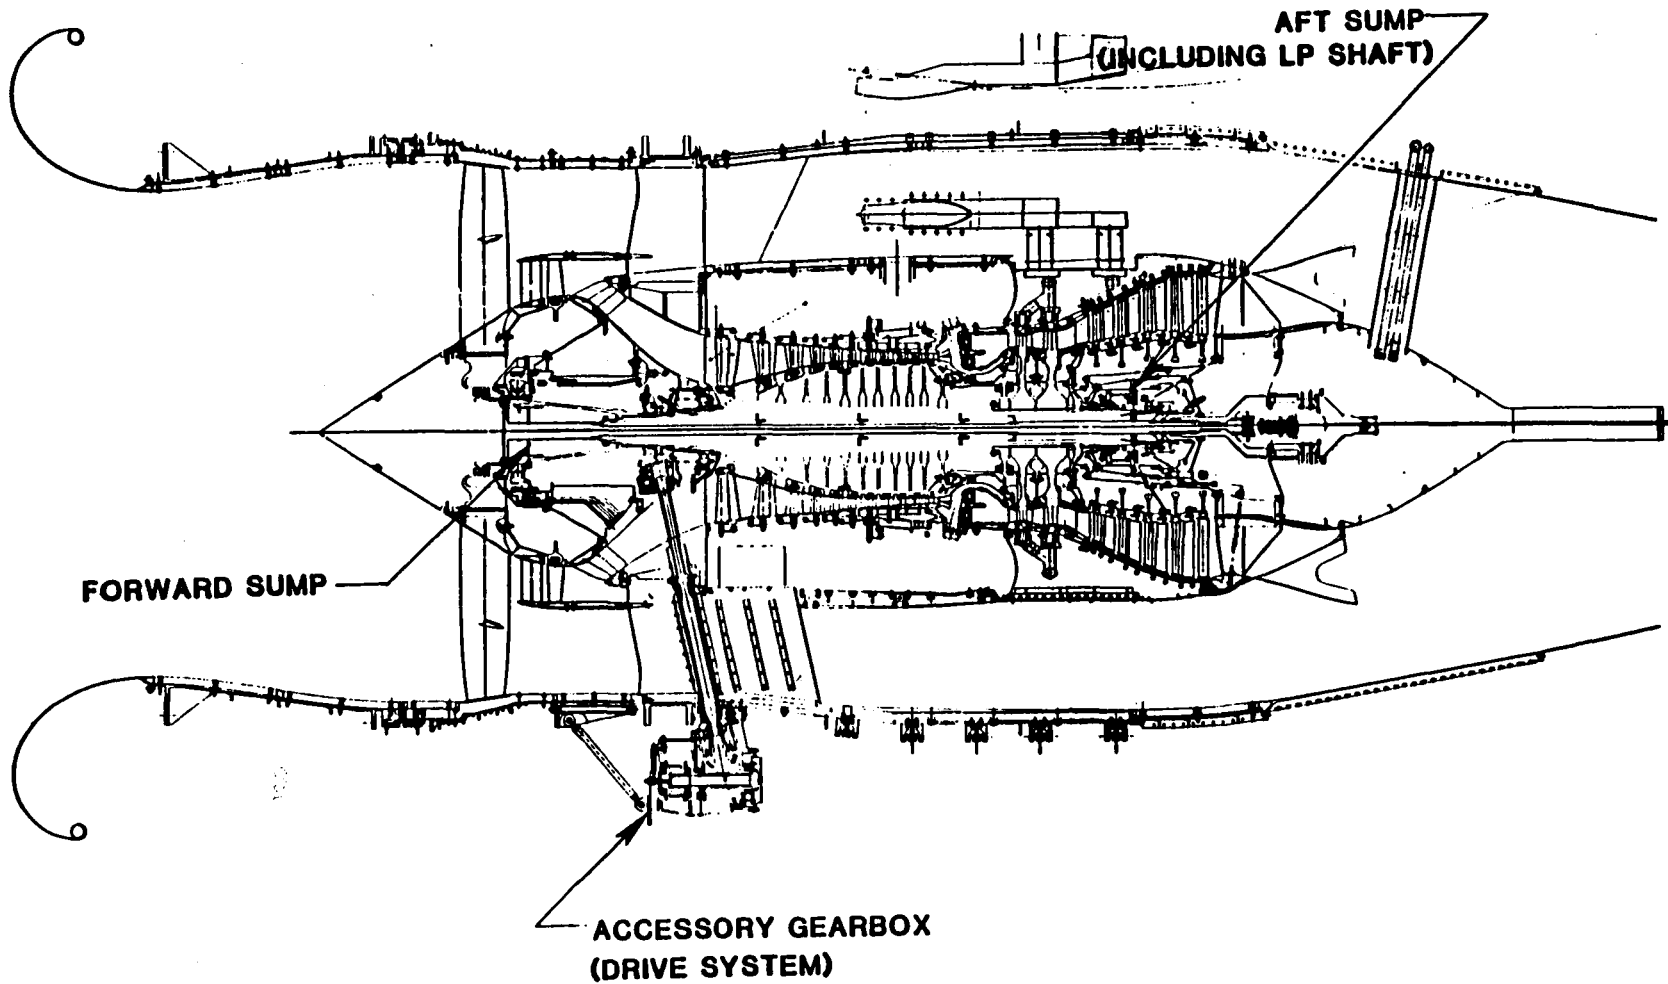 AFT SUMP
(INCLUDING LP SHAFT)
FORWARD SUMP
ACCESSORY GEARBOX
(DRIVE SYSTEM)